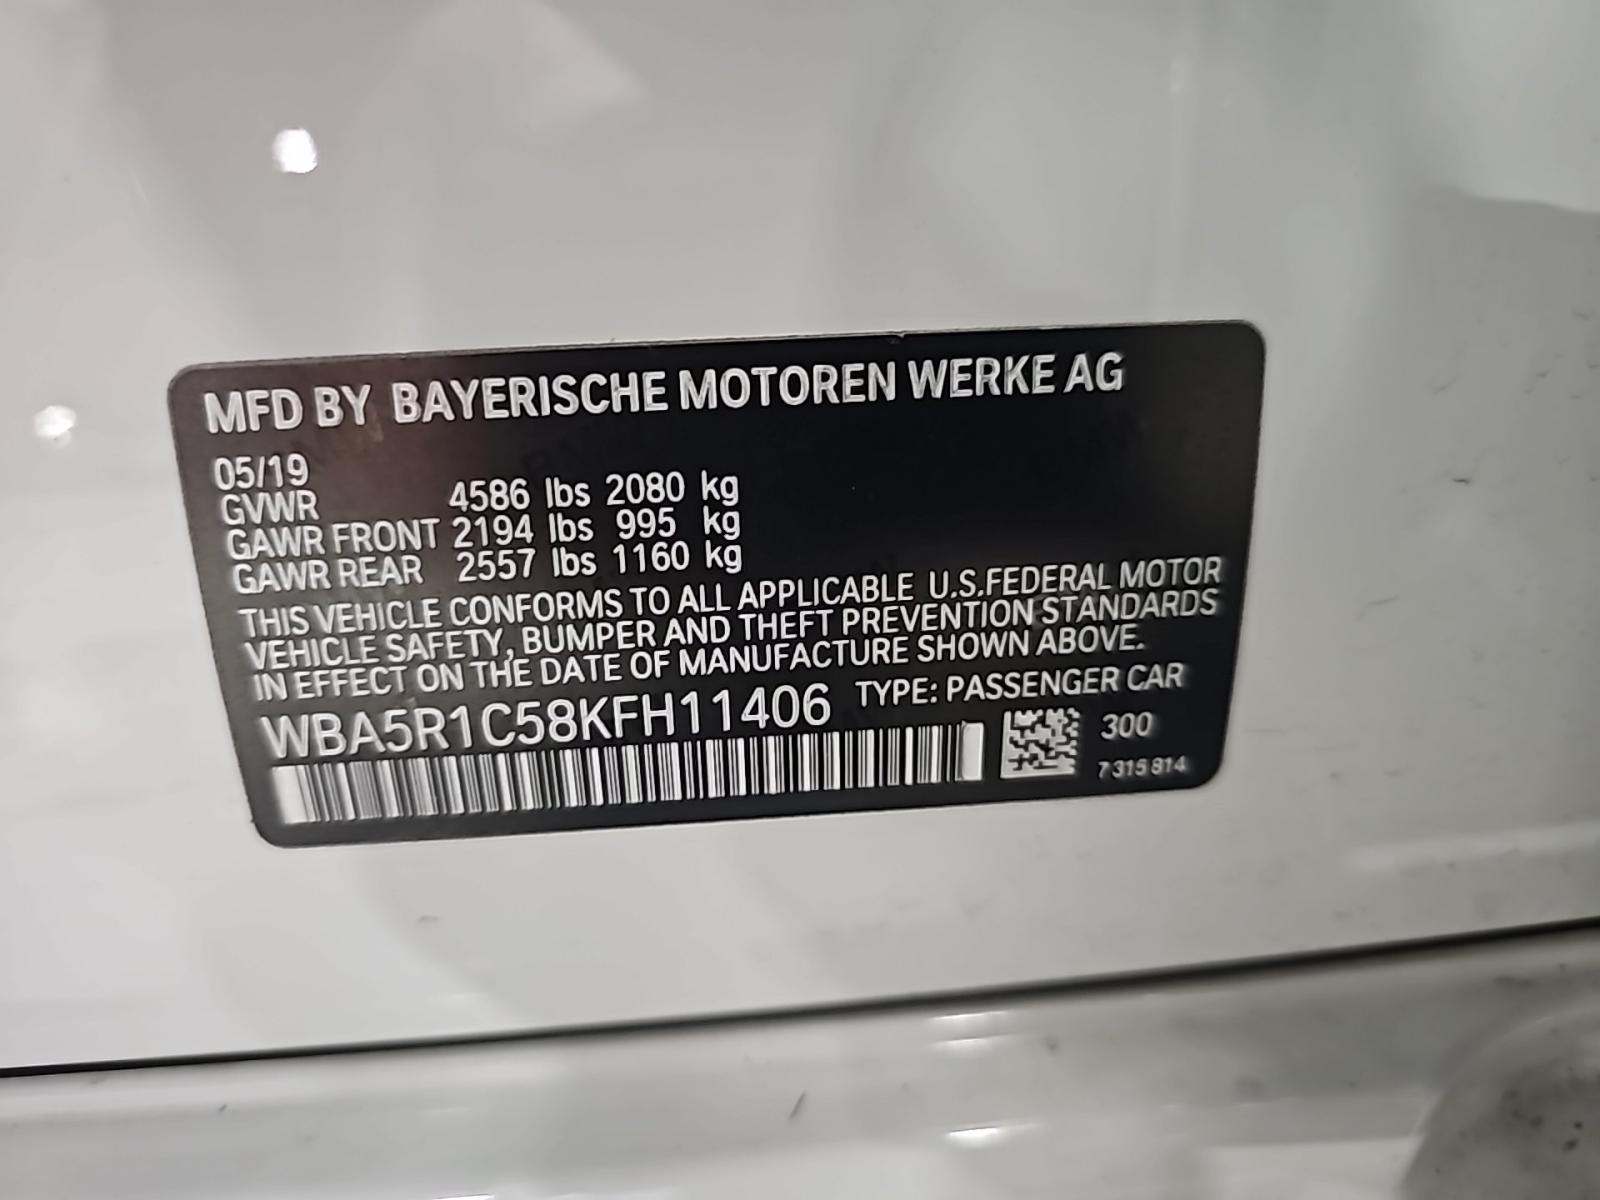 MFD BY BAYERISCHE MOTOREN WERKE AG
05/19
GVWR 4586 lbs 2080 kg
GAWR FRONT 2194 lbs 995 kg
GAWR REAR 2557 lbs 1160 kg
THIS VEHICLE CONFORMS TO ALL APPLICABLE U.S.FEDERAL MOTOR
VEHICLE SAFETY, BUMPER AND THEFT PREVENTION STANDARDS
IN EFFECT ON THE DATE OF MANUFACTURE SHOWN ABOVE.
WBA5R1C58KFH11406 TYPE: PASSENGER CAR
300
7 315 814